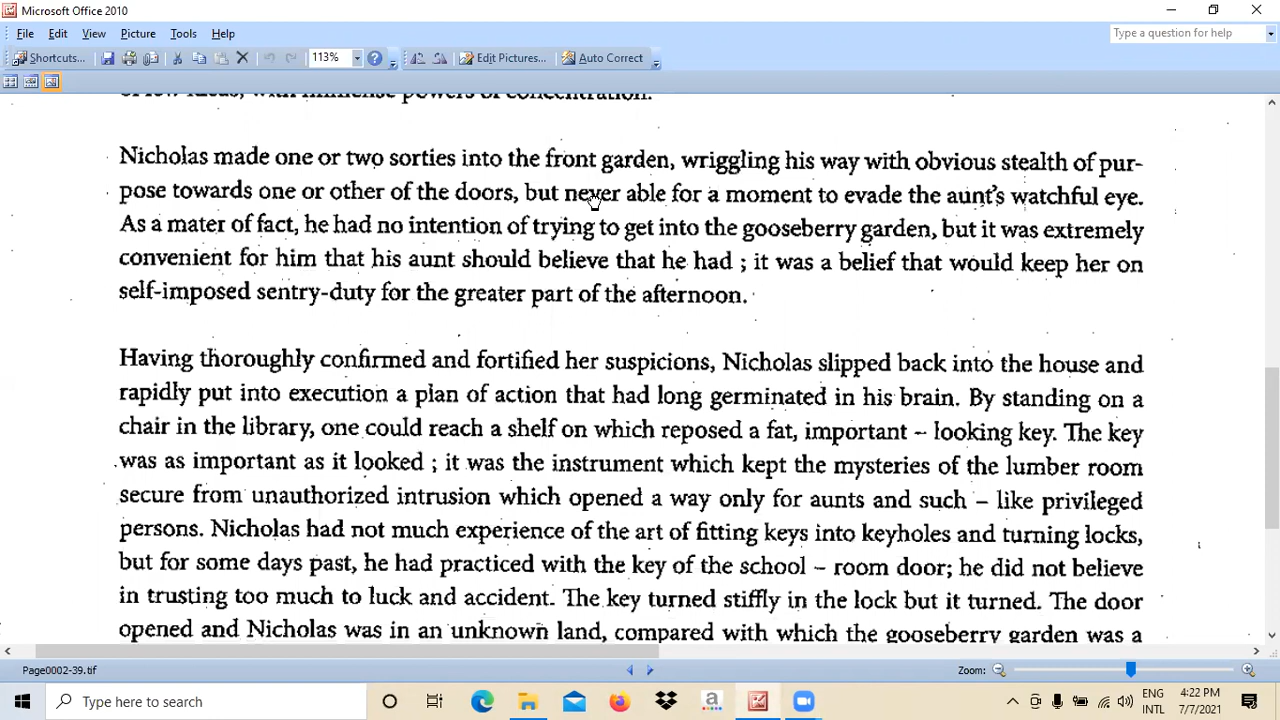 Microsoft Office 2010
File Edit View Picture Tools Help
Type a question for help
Shortcuts... 113% Edit Pictures... Auto Correct
of few ideas, with immense powers of concentration.
Nicholas made one or two sorties into the front garden, wriggling his way with obvious stealth of pur-
pose towards one or other of the doors, but never able for a moment to evade the aunt's watchful eye.
As a mater of fact, he had no intention of trying to get into the gooseberry garden, but it was extremely
convenient for him that his aunt should believe that he had ; it was a belief that would keep her on
self-imposed sentry-duty for the greater part of the afternoon.
Having thoroughly confirmed and fortified her suspicions, Nicholas slipped back into the house and
rapidly put into execution a plan of action that had long germinated in his brain. By standing on a
chair in the library, one could reach a shelf on which reposed a fat, important – looking key. The key
was as important as it looked ; it was the instrument which kept the mysteries of the lumber room
secure from unauthorized intrusion which opened a way only for aunts and such – like privileged
persons. Nicholas had not much experience of the art of fitting keys into keyholes and turning locks,
but for some days past, he had practiced with the key of the school – room door; he did not believe
in trusting too much to luck and accident. The key turned stiffly in the lock but it turned. The door
opened and Nicholas was in an unknown land, compared with which the gooseberry garden was a
Page0002-39.tif
Zoom:
Type here to search
ENG
INTL
4:22 PM
7/7/2021